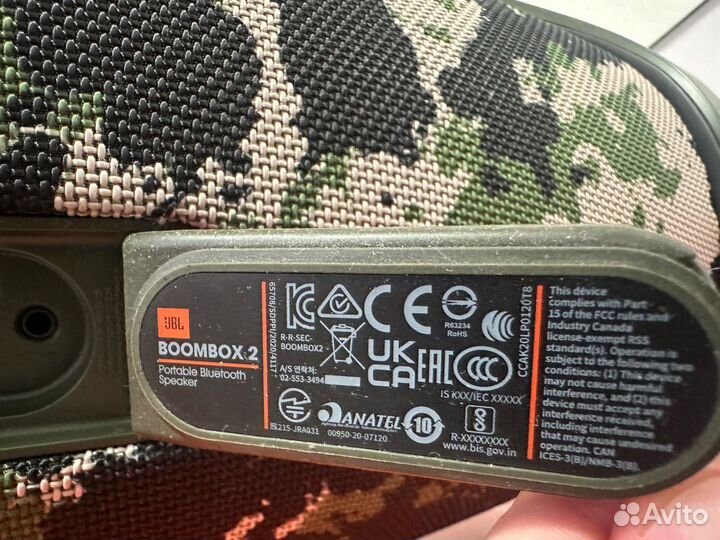 JBL
BOOMBOX 2
Portable Bluetooth
Speaker
65708/SDPPI/2020/4117
R-R-SEC-
BOOMBOX2
A/S 연락처:
02-553-3494
CE
R63234
RoHS
UK
CA
EAC
CCC
CCAK20LP0120T8
IS XXX/IEC XXXXX
215-JRA031
ANATEL
00950-20-07120
10
R-XXXXXXXX
www.bis.gov.in
This device
complies with Part
15 of the FCC rules and
Industry Canada
license-exempt RSS
standard(s). Operation is
subject to the following two
conditions: (1) This device
may not cause harmful
interference, and (2) this
device must accept any
interference received,
including interference
that may cause undesired
operation. CAN
ICES-3(B)/NMB-3(B).
Avito